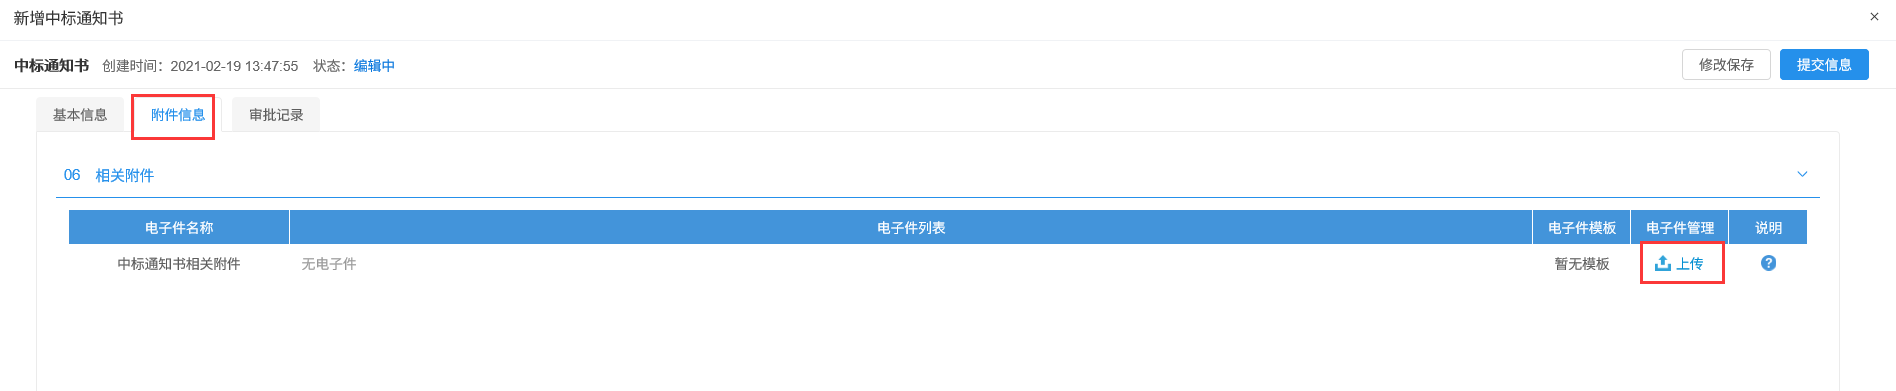 新增中标通知书
中标通知书 创建时间：2021-02-19 13:47:55 状态：编辑中 修改保存 提交信息
基本信息 附件信息 审批记录
06 相关附件
电子件名称 电子件列表 电子件模板 电子件管理 说明
中标通知书相关附件 无电子件 暂无模板 上传 ?